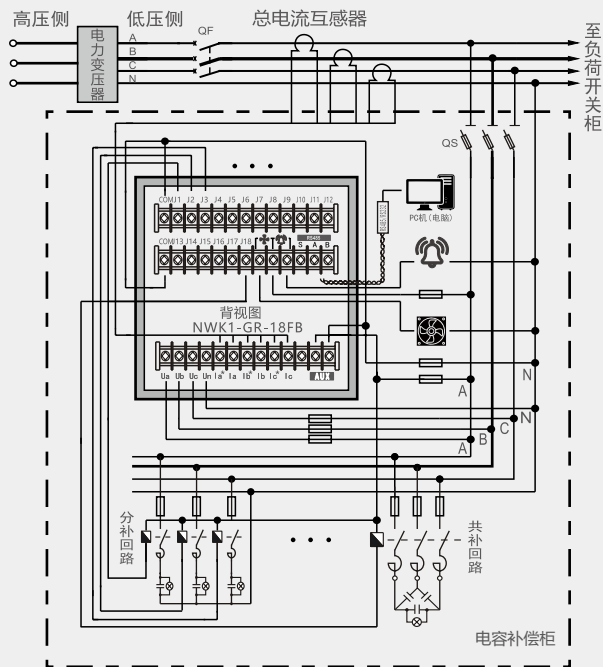 高压侧
电力变压器
低压侧
A
B
C
N
QF
总电流互感器
至负荷开关柜
QS
COM J1 J2 J3 J4 J5 J6 J7 J8 J9 J10 J11 J12
RS485/RS232
PC机(电脑)
COM J13 J14 J15 J16 J17 J18
RS485
S A B
背视图
NWK1-GR-18FB
Ua Ub Uc Un Ia* Ia Ib* Ib Ic* Ic AUX
N
A
N
C
B
A
分补回路
共补回路
电容补偿柜